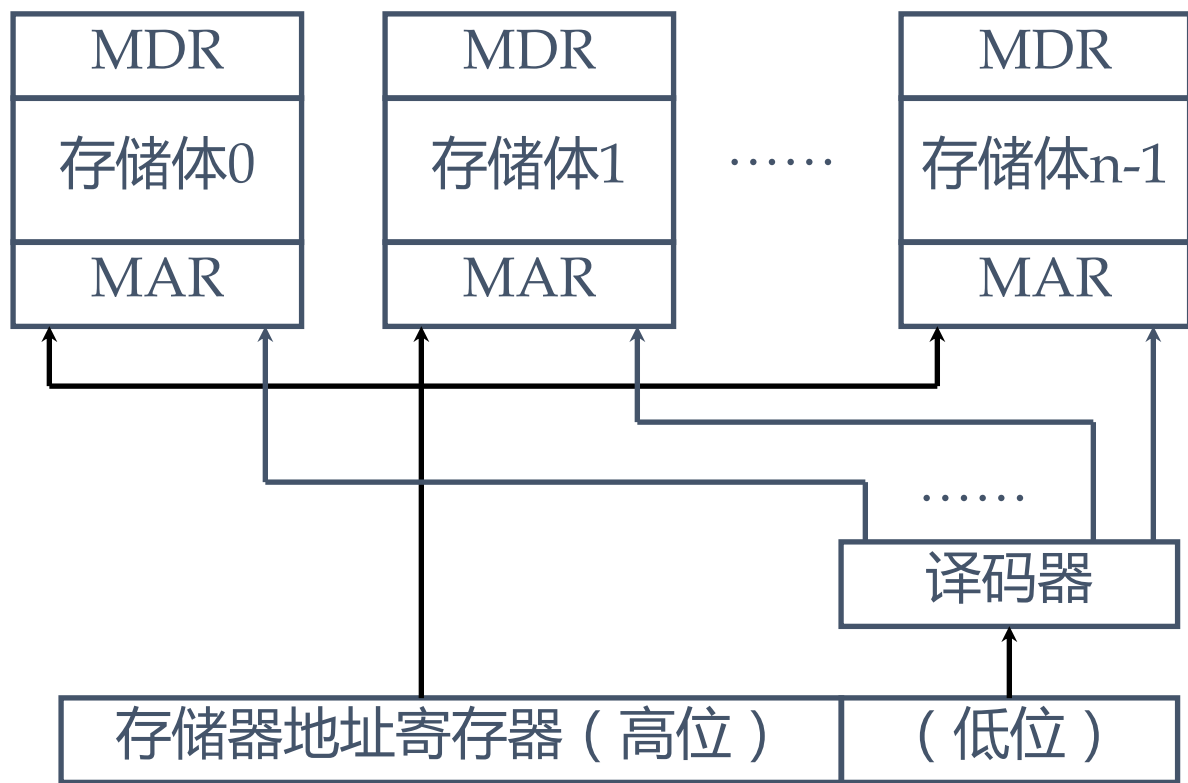 MDR MDR MDR
存储体0 存储体1 …… 存储体n-1
MAR MAR MAR
……
译码器
存储器地址寄存器（高位） （低位）